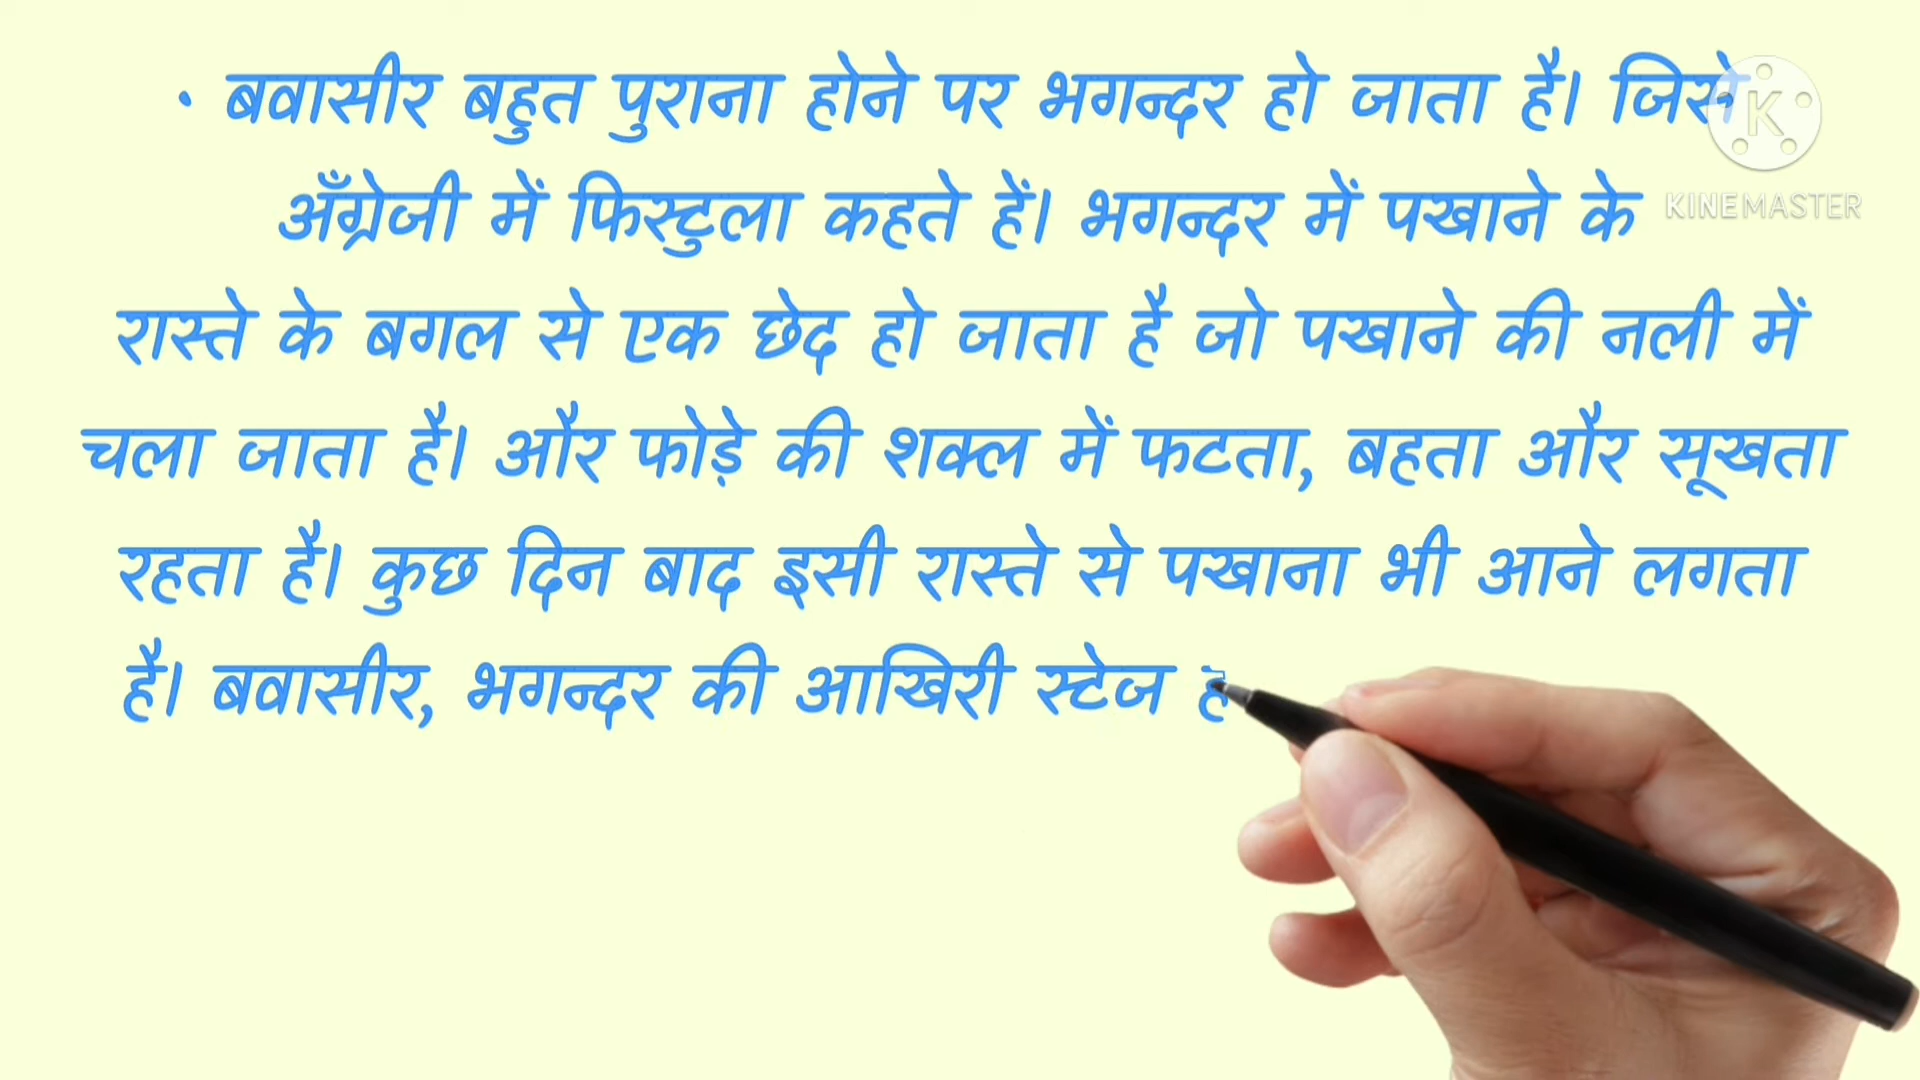 • बवासीर बहुत पुराना होने पर भगन्दर हो जाता है। जिसे
अँग्रेजी में फिस्टुला कहते हें। भगन्दर में पखाने के
रास्ते के बगल से एक छेद हो जाता है जो पखाने की नली में
चला जाता है। और फोड़े की शक्ल में फटता, बहता और सूखता
रहता है। कुछ दिन बाद इसी रास्ते से पखाना भी आने लगता
है। बवासीर, भगन्दर की आखिरी स्टेज
K
KINEMASTER